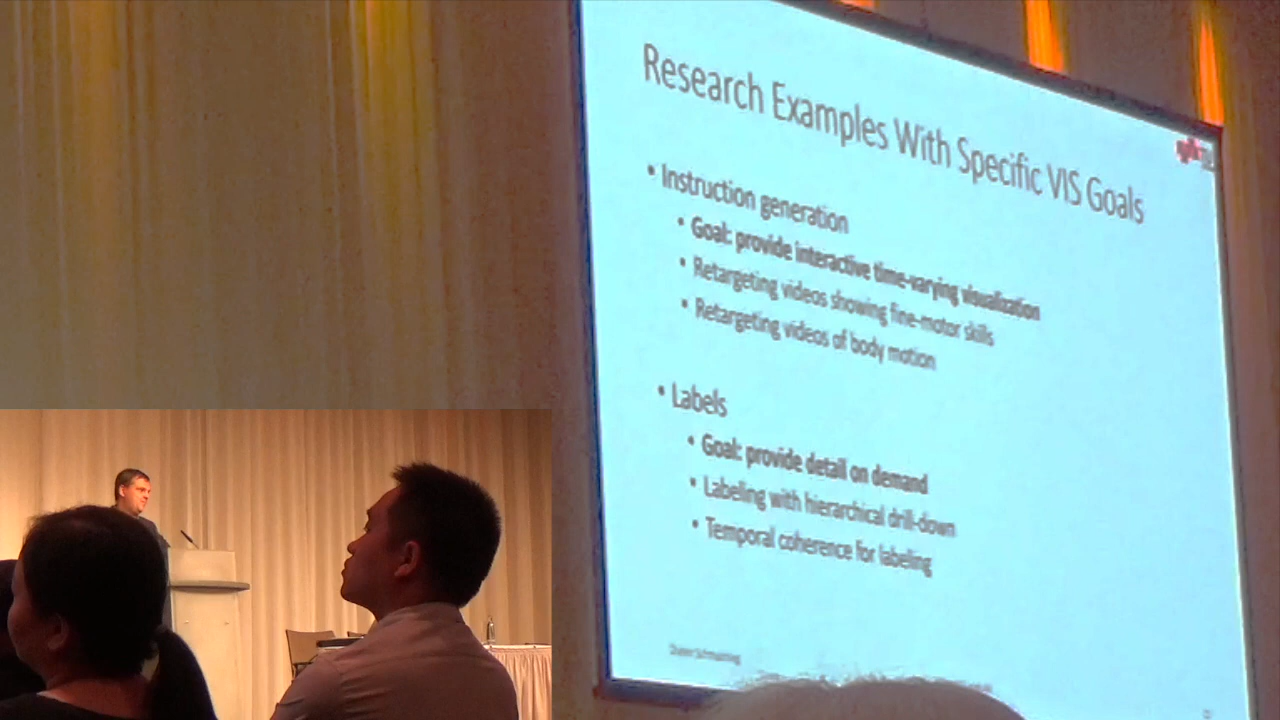 Research Examples With Specific VIS Goals
• Instruction generation
• Goal: provide interactive time-varying visualization
• Retargeting videos showing fine-motor skills
• Retargeting videos of body motion
• Labels
• Goal: provide detail on demand
• Labeling with hierarchical drill-down
• Temporal coherence for labeling